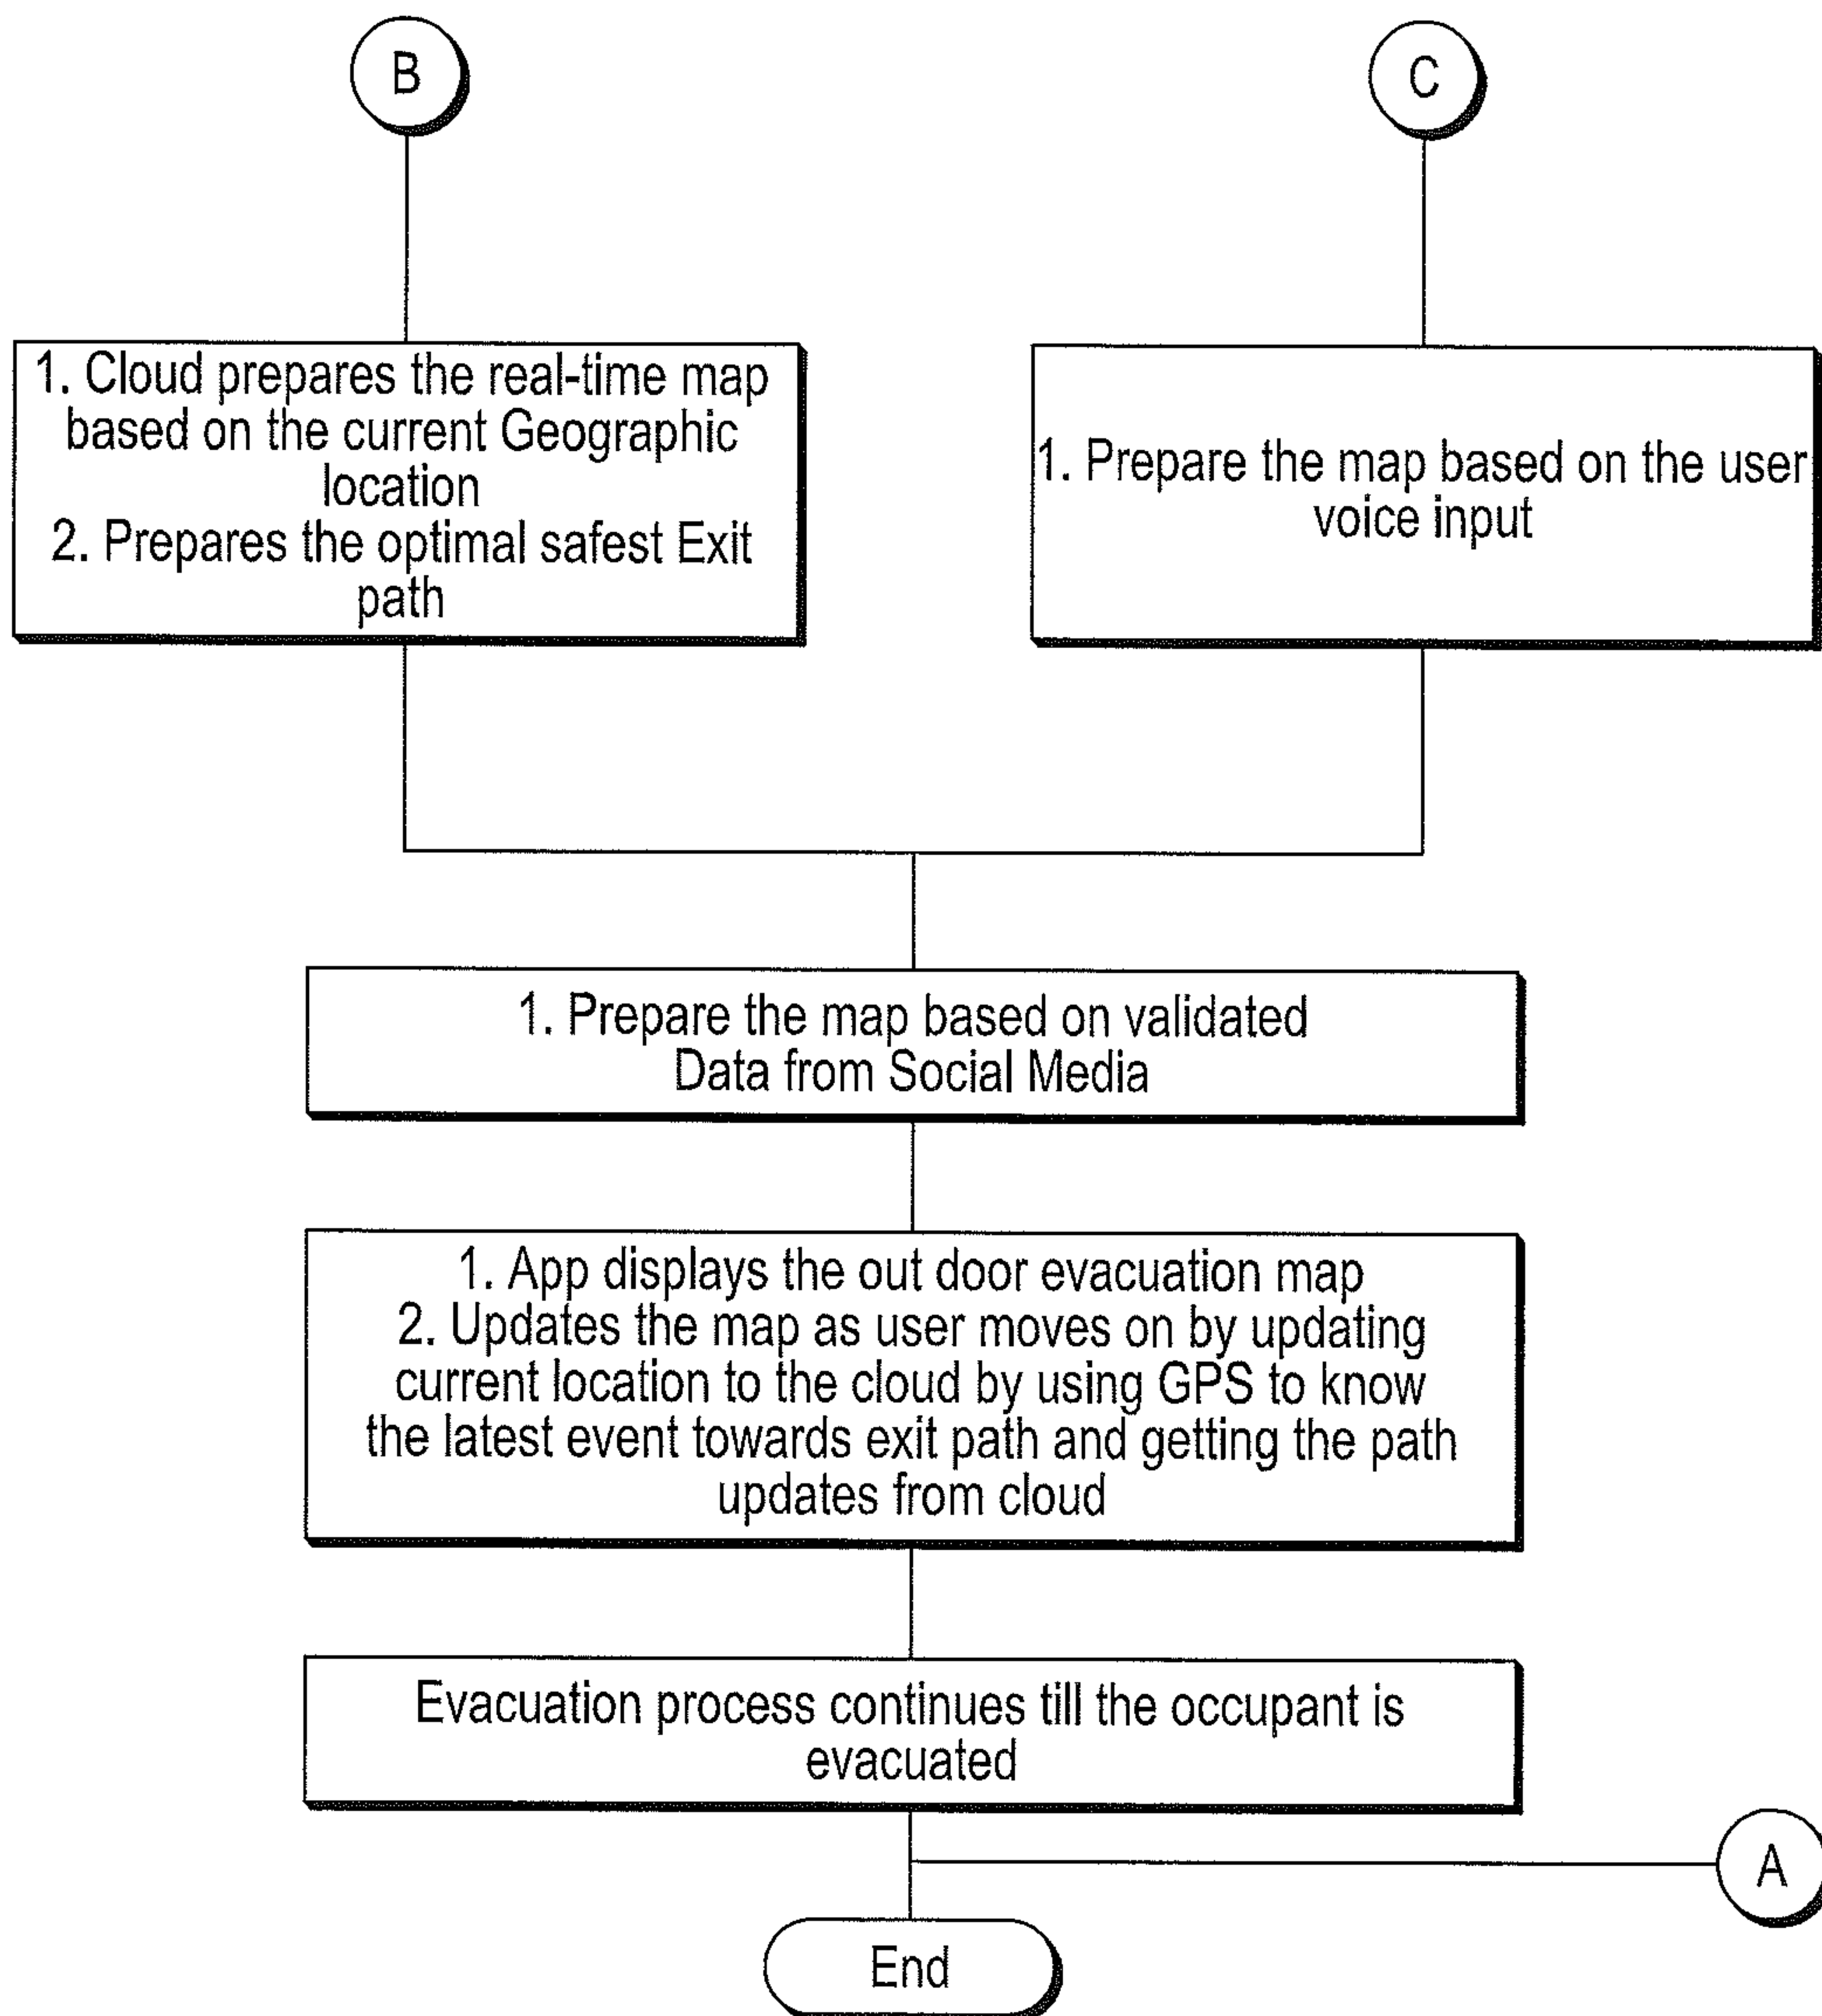 B
C
1. Cloud prepares the real-time map
based on the current Geographic
location
2. Prepares the optimal safest Exit
path
1. Prepare the map based on the user
voice input
1. Prepare the map based on validated
Data from Social Media
1. App displays the out door evacuation map
2. Updates the map as user moves on by updating
current location to the cloud by using GPS to know
the latest event towards exit path and getting the path
updates from cloud
Evacuation process continues till the occupant is
evacuated
A
End